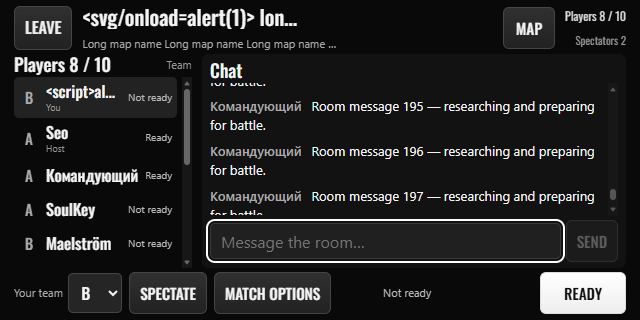 LEAVE
<svg/onload=alert(1)> lon...
Long map name Long map name Long map name ...
MAP
Players 8 / 10
Spectators 2
Players 8 / 10
Team
B
<script>al...
You
Not ready
A
Seo
Host
Ready
A
Командующий
Ready
A
SoulKey
Not ready
B
Maelström
Not ready
Chat
for battle.
Командующий Room message 195 — researching and preparing
for battle.
Командующий Room message 196 — researching and preparing
for battle.
Командующий Room message 197 — researching and preparing
for battle.
Message the room...
SEND
Your team
B
SPECTATE
MATCH OPTIONS
Not ready
READY